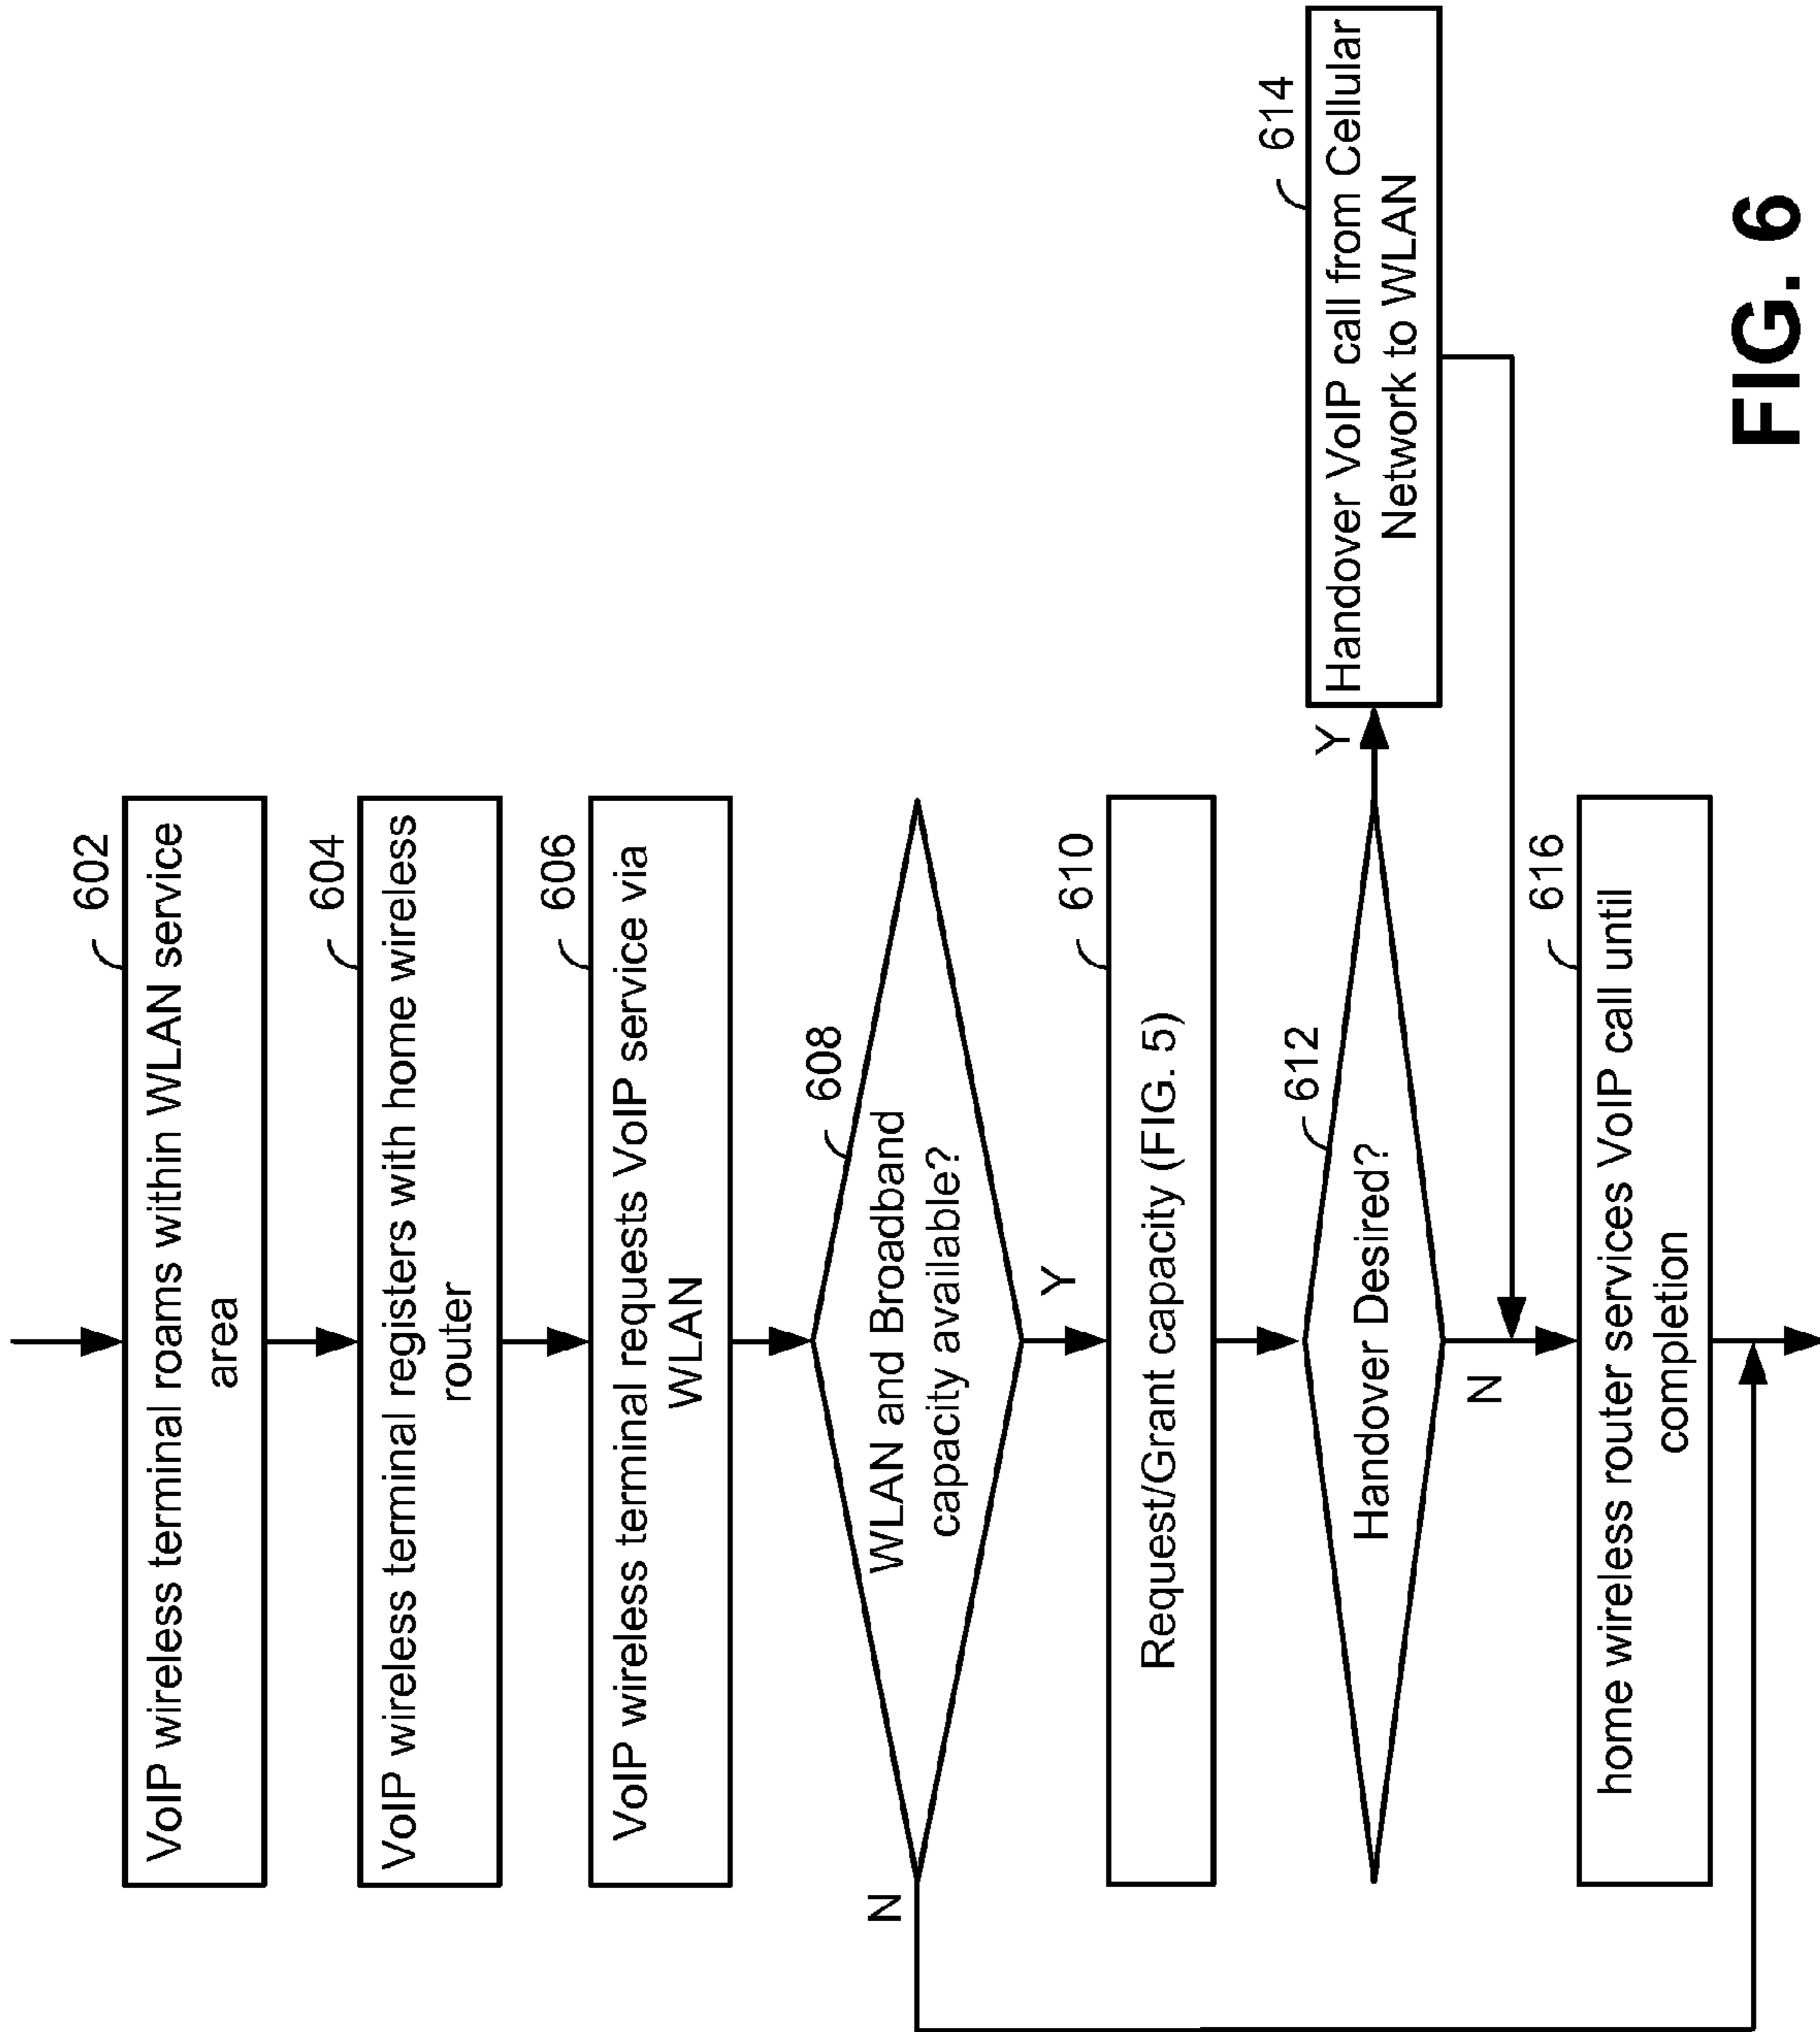 602
VoIP wireless terminal roams within WLAN service
area
604
VoIP wireless terminal registers with home wireless
router
606
VoIP wireless terminal requests VoIP service via
WLAN
608
WLAN and Broadband
capacity available?
N
Y
610
Request/Grant capacity (FIG. 5)
612
Handover Desired?
Y
N
614
Handover VoIP call from Cellular
Network to WLAN
616
home wireless router services VoIP call until
completion
FIG. 6